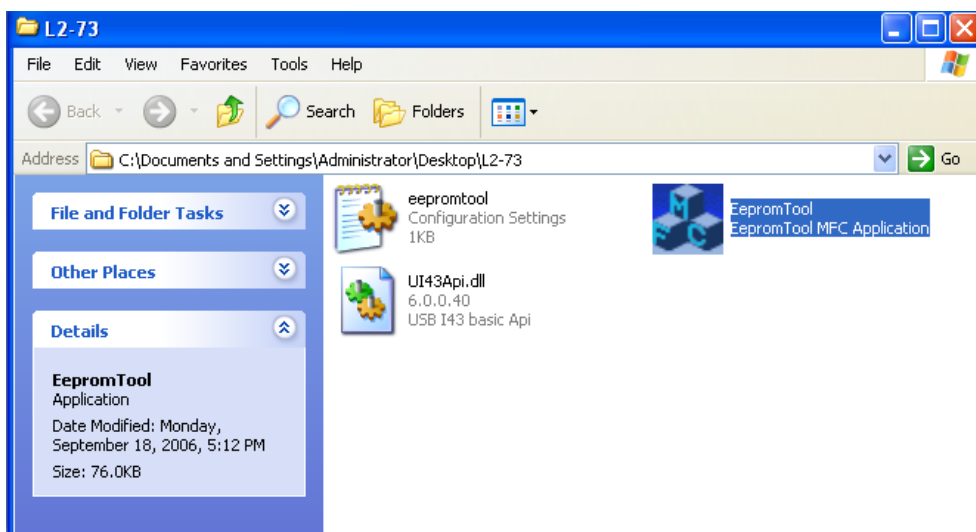 L2-73
File Edit View Favorites Tools Help
Back Search Folders
Address C:\Documents and Settings\Administrator\Desktop\L2-73 Go
File and Folder Tasks
Other Places
Details
EepromTool
Application
Date Modified: Monday,
September 18, 2006, 5:12 PM
Size: 76.0KB
eepromtool
Configuration Settings
1KB
MFC
EepromTool
EepromTool MFC Application
UI43Api.dll
6.0.0.40
USB I43 basic Api